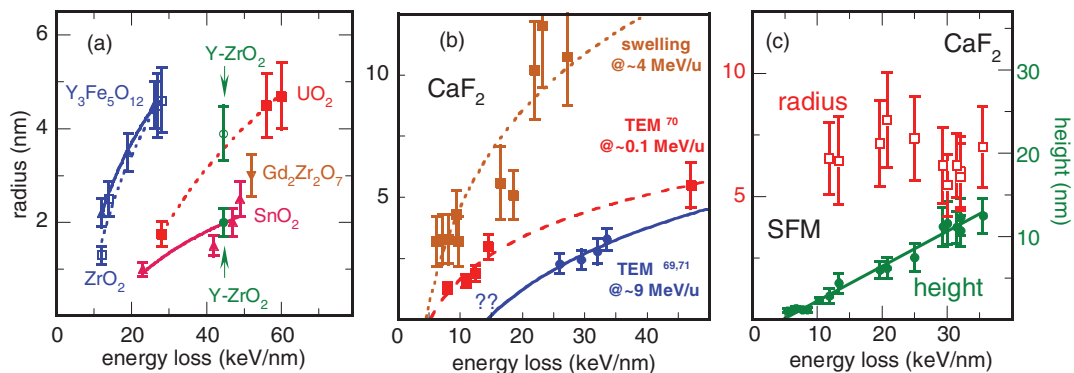 (a)
Y-ZrO2
Y3Fe5O12
UO2
Gd2Zr2O7
SnO2
ZrO2
Y-ZrO2
radius (nm)
0
2
4
6
0
20
40
60
80
energy loss (keV/nm)
(b)
CaF2
swelling
@~4 MeV/u
TEM 70
@~0.1 MeV/u
??
TEM 69,71
@~9 MeV/u
5
10
0
10
20
30
40
energy loss (keV/nm)
(c)
CaF2
radius
SFM
height
5
10
10
20
30
height (nm)
0
10
20
30
40
energy loss (keV/nm)